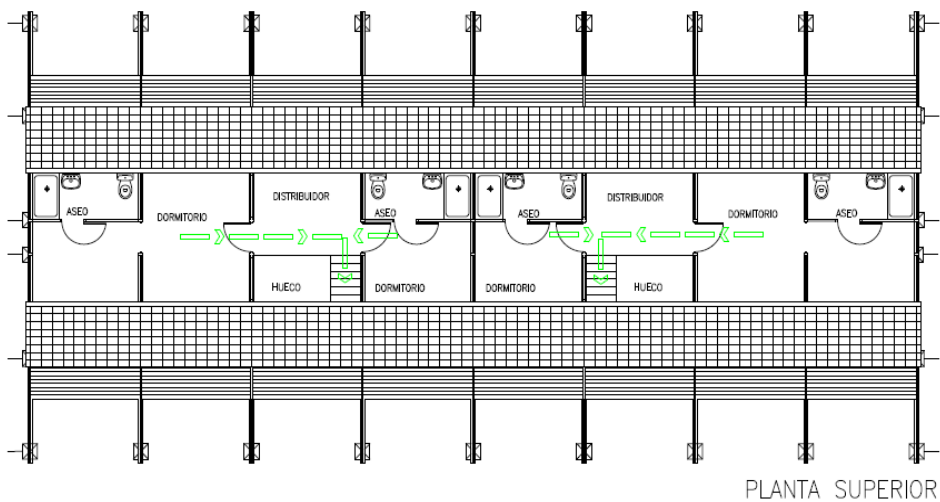 DISTRIBUIDOR
DISTRIBUIDOR
ASEO
DORMITORIO
ASEO
ASEO
DORMITORIO
ASEO
HUECO
DORMITORIO
DORMITORIO
HUECO
PLANTA SUPERIOR